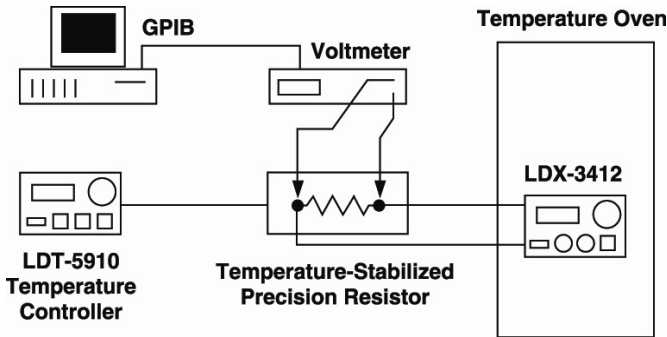 Temperature Oven
GPIB
Voltmeter
LDX-3412
LDT-5910
Temperature
Controller
Temperature-Stabilized
Precision Resistor